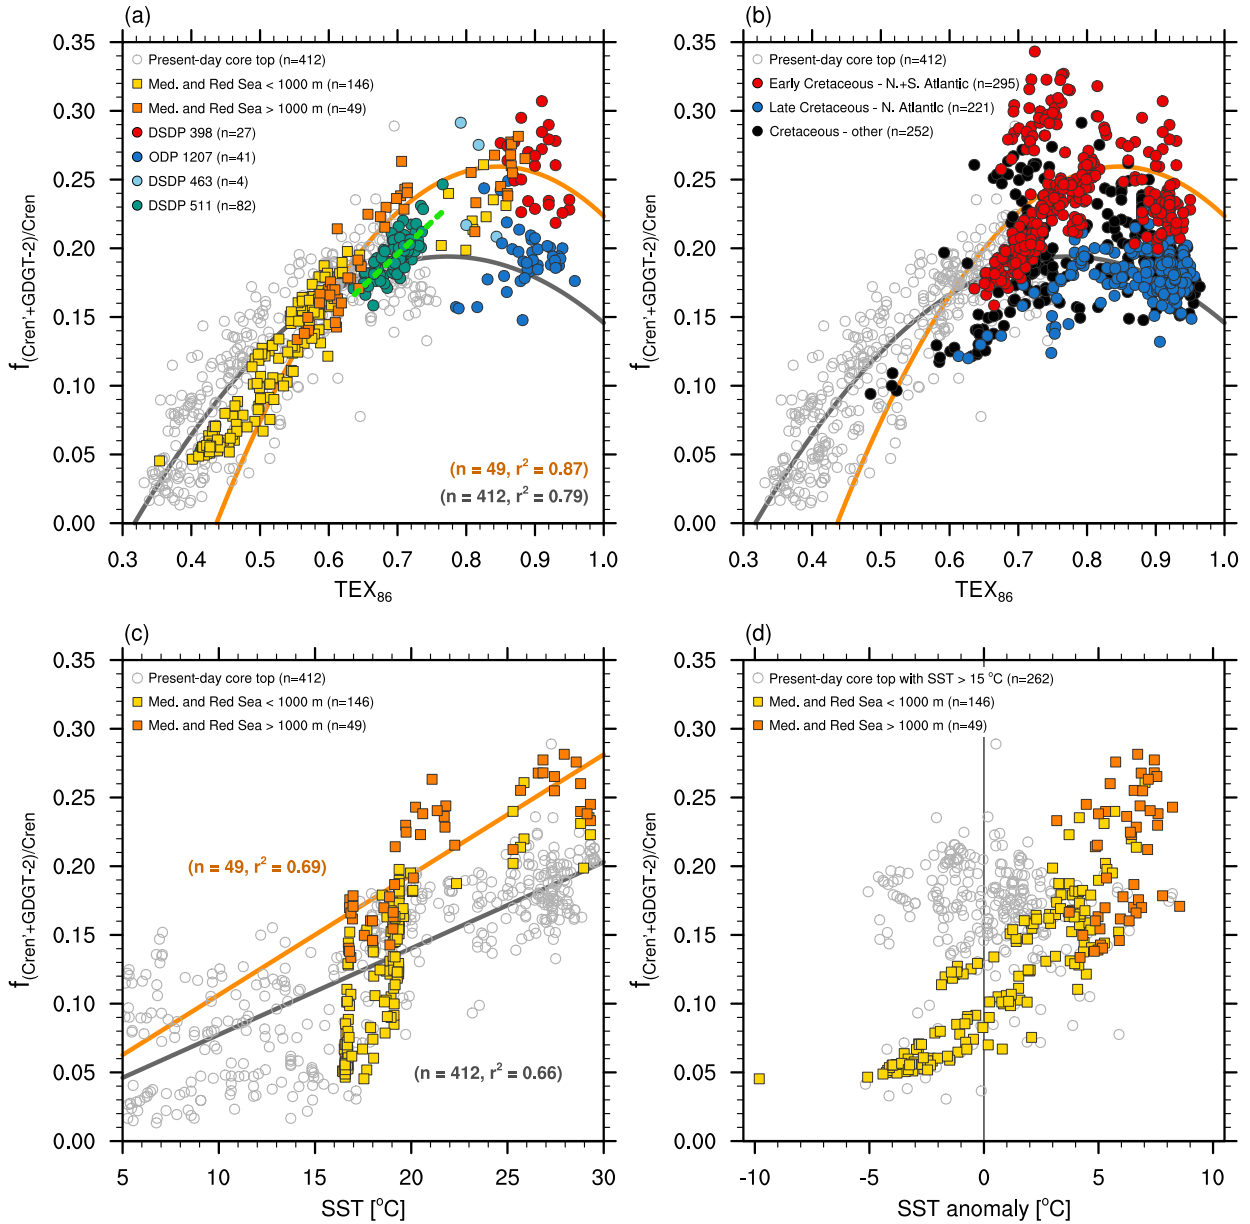 (a)
0.35
0.30
0.25
0.20
0.15
0.10
0.05
0.00
f(Cren'+GDGT-2)/Cren
Present-day core top (n=412)
Med. and Red Sea < 1000 m (n=146)
Med. and Red Sea > 1000 m (n=49)
DSDP 398 (n=27)
ODP 1207 (n=41)
DSDP 463 (n=4)
DSDP 511 (n=82)
(n = 49, r² = 0.87)
(n = 412, r² = 0.79)
0.3 0.4 0.5 0.6 0.7 0.8 0.9 1.0
TEX₈₆
(b)
0.35
0.30
0.25
0.20
0.15
0.10
0.05
0.00
f(Cren'+GDGT-2)/Cren
Present-day core top (n=412)
Early Cretaceous - N.+S. Atlantic (n=295)
Late Cretaceous - N. Atlantic (n=221)
Cretaceous - other (n=252)
0.3 0.4 0.5 0.6 0.7 0.8 0.9 1.0
TEX₈₆
(c)
0.35
0.30
0.25
0.20
0.15
0.10
0.05
0.00
f(Cren'+GDGT-2)/Cren
Present-day core top (n=412)
Med. and Red Sea < 1000 m (n=146)
Med. and Red Sea > 1000 m (n=49)
(n = 49, r² = 0.69)
(n = 412, r² = 0.66)
5 10 15 20 25 30
SST [°C]
(d)
0.35
0.30
0.25
0.20
0.15
0.10
0.05
0.00
f(Cren'+GDGT-2)/Cren
Present-day core top with SST > 15 °C (n=262)
Med. and Red Sea < 1000 m (n=146)
Med. and Red Sea > 1000 m (n=49)
-10 -5 0 5 10
SST anomaly [°C]